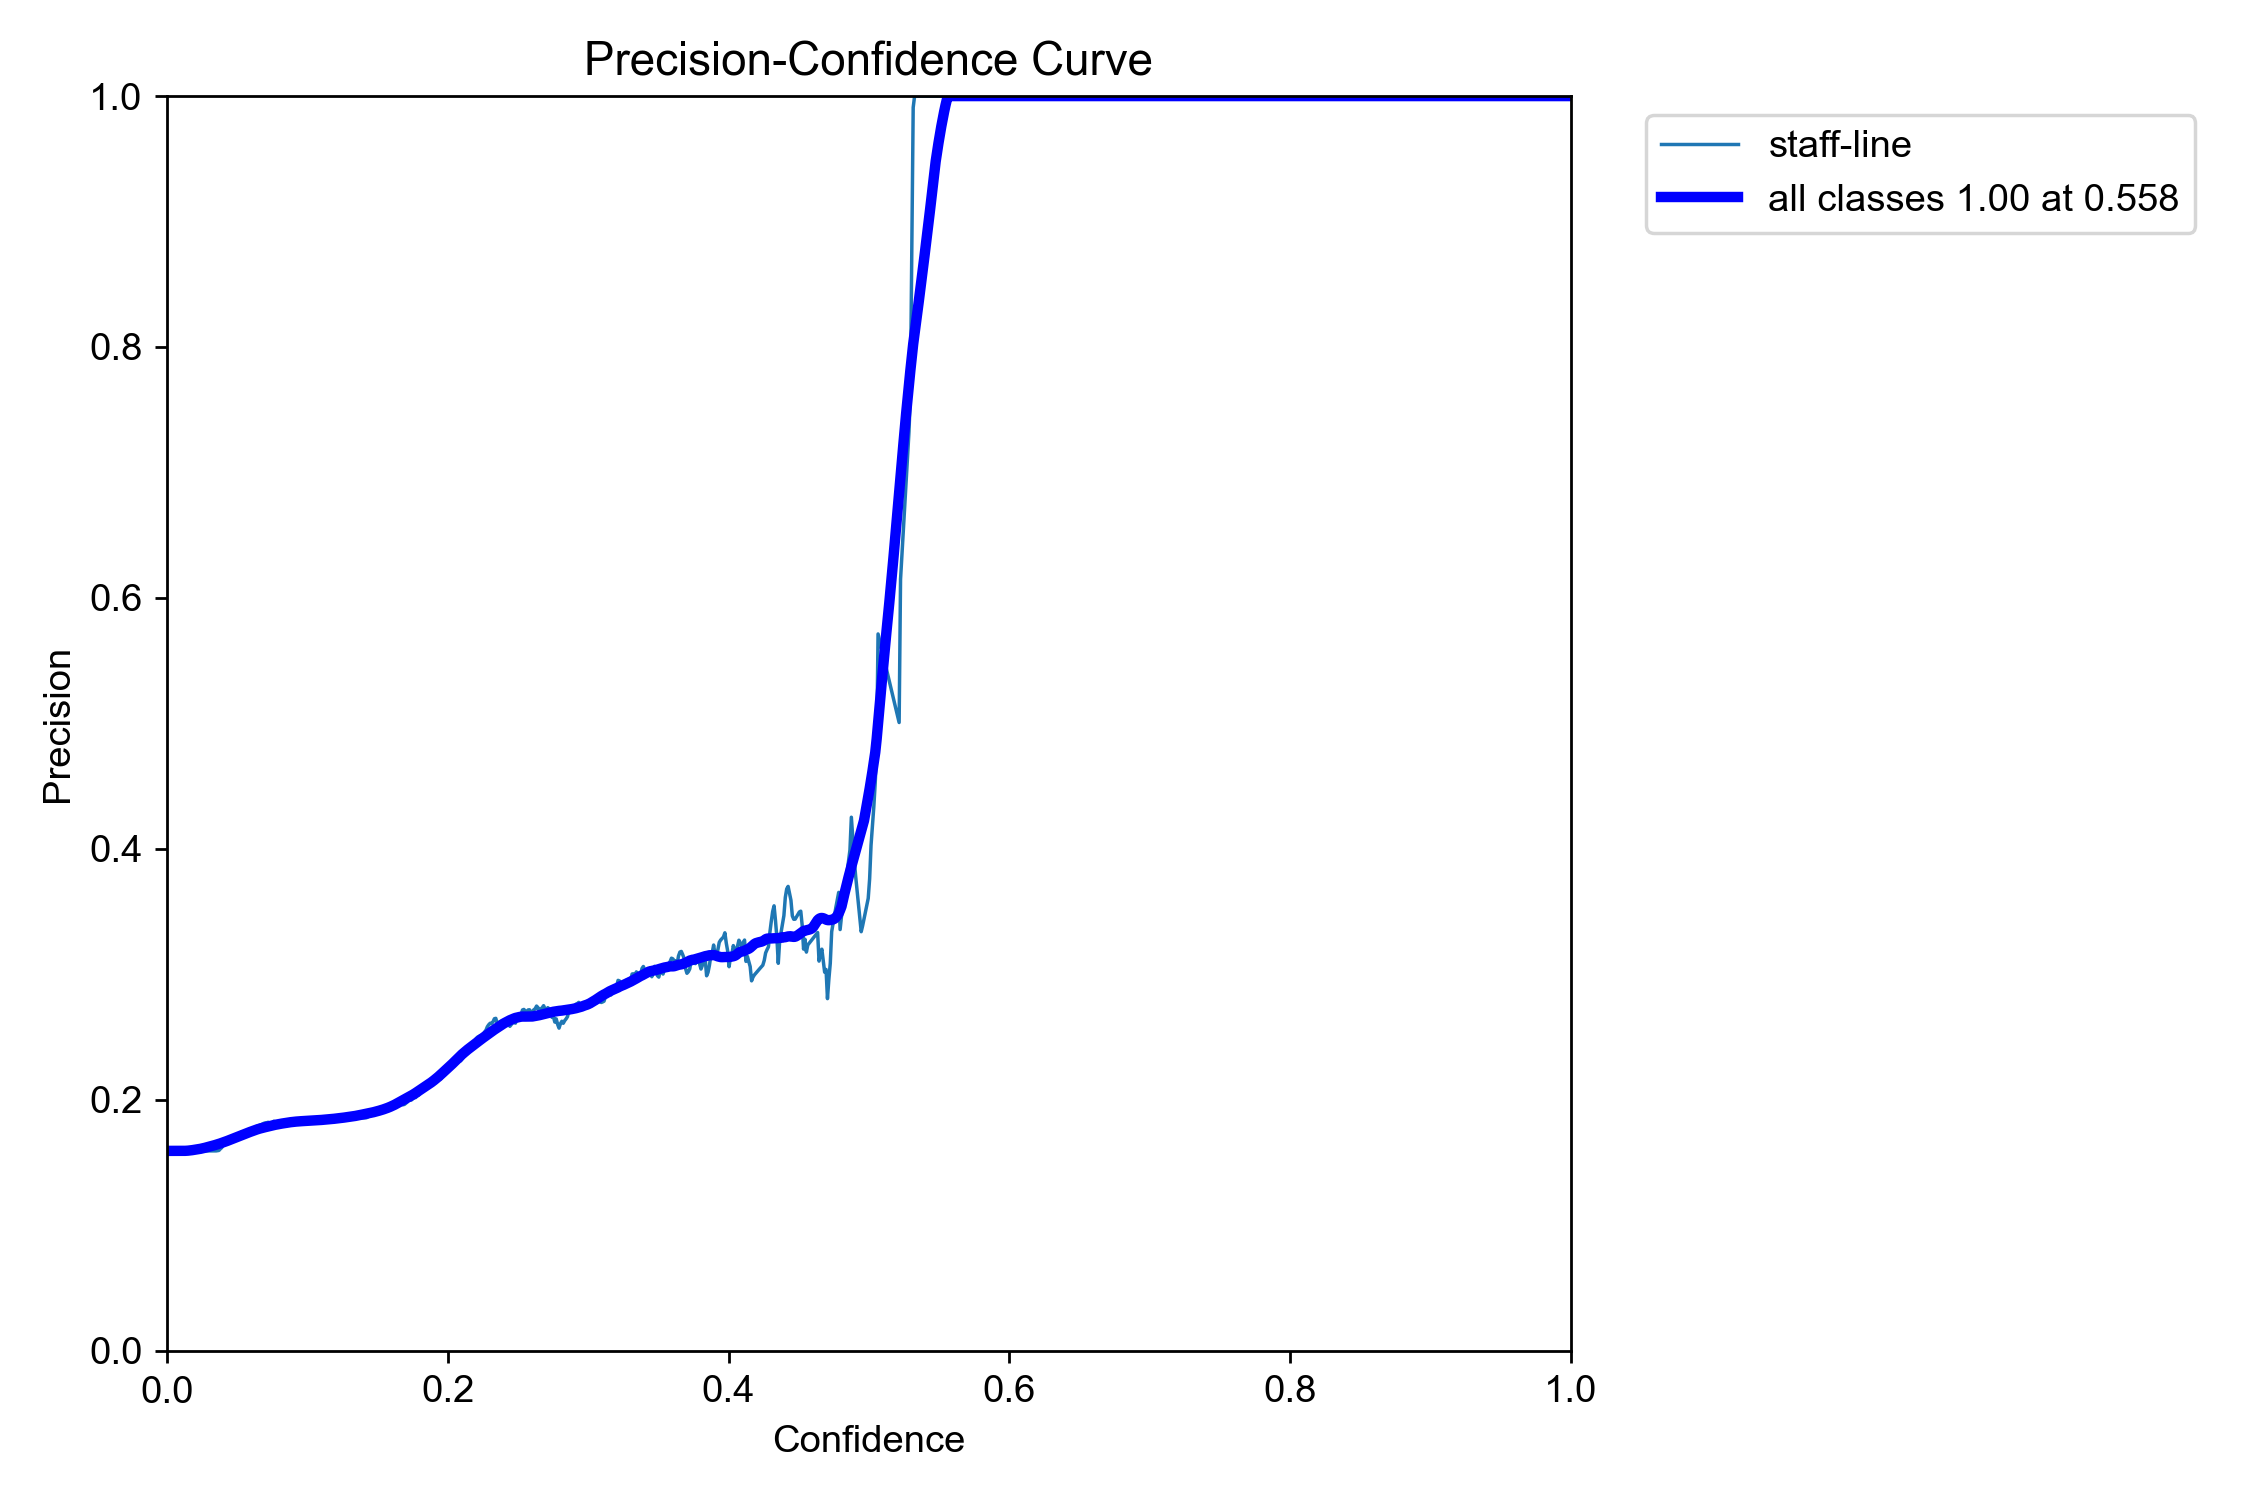 Precision-Confidence Curve
1.0
0.8
0.6
0.4
0.2
0.0
Precision
0.0 0.2 0.4 0.6 0.8 1.0
Confidence
staff-line
all classes 1.00 at 0.558